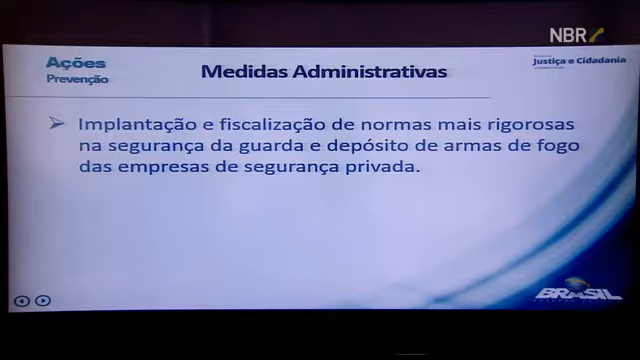 NBR
Ações
Prevenção
Medidas Administrativas
Justiça e Cidadania
Implantação e fiscalização de normas mais rigorosas
na segurança da guarda e depósito de armas de fogo
das empresas de segurança privada.
BRASIL